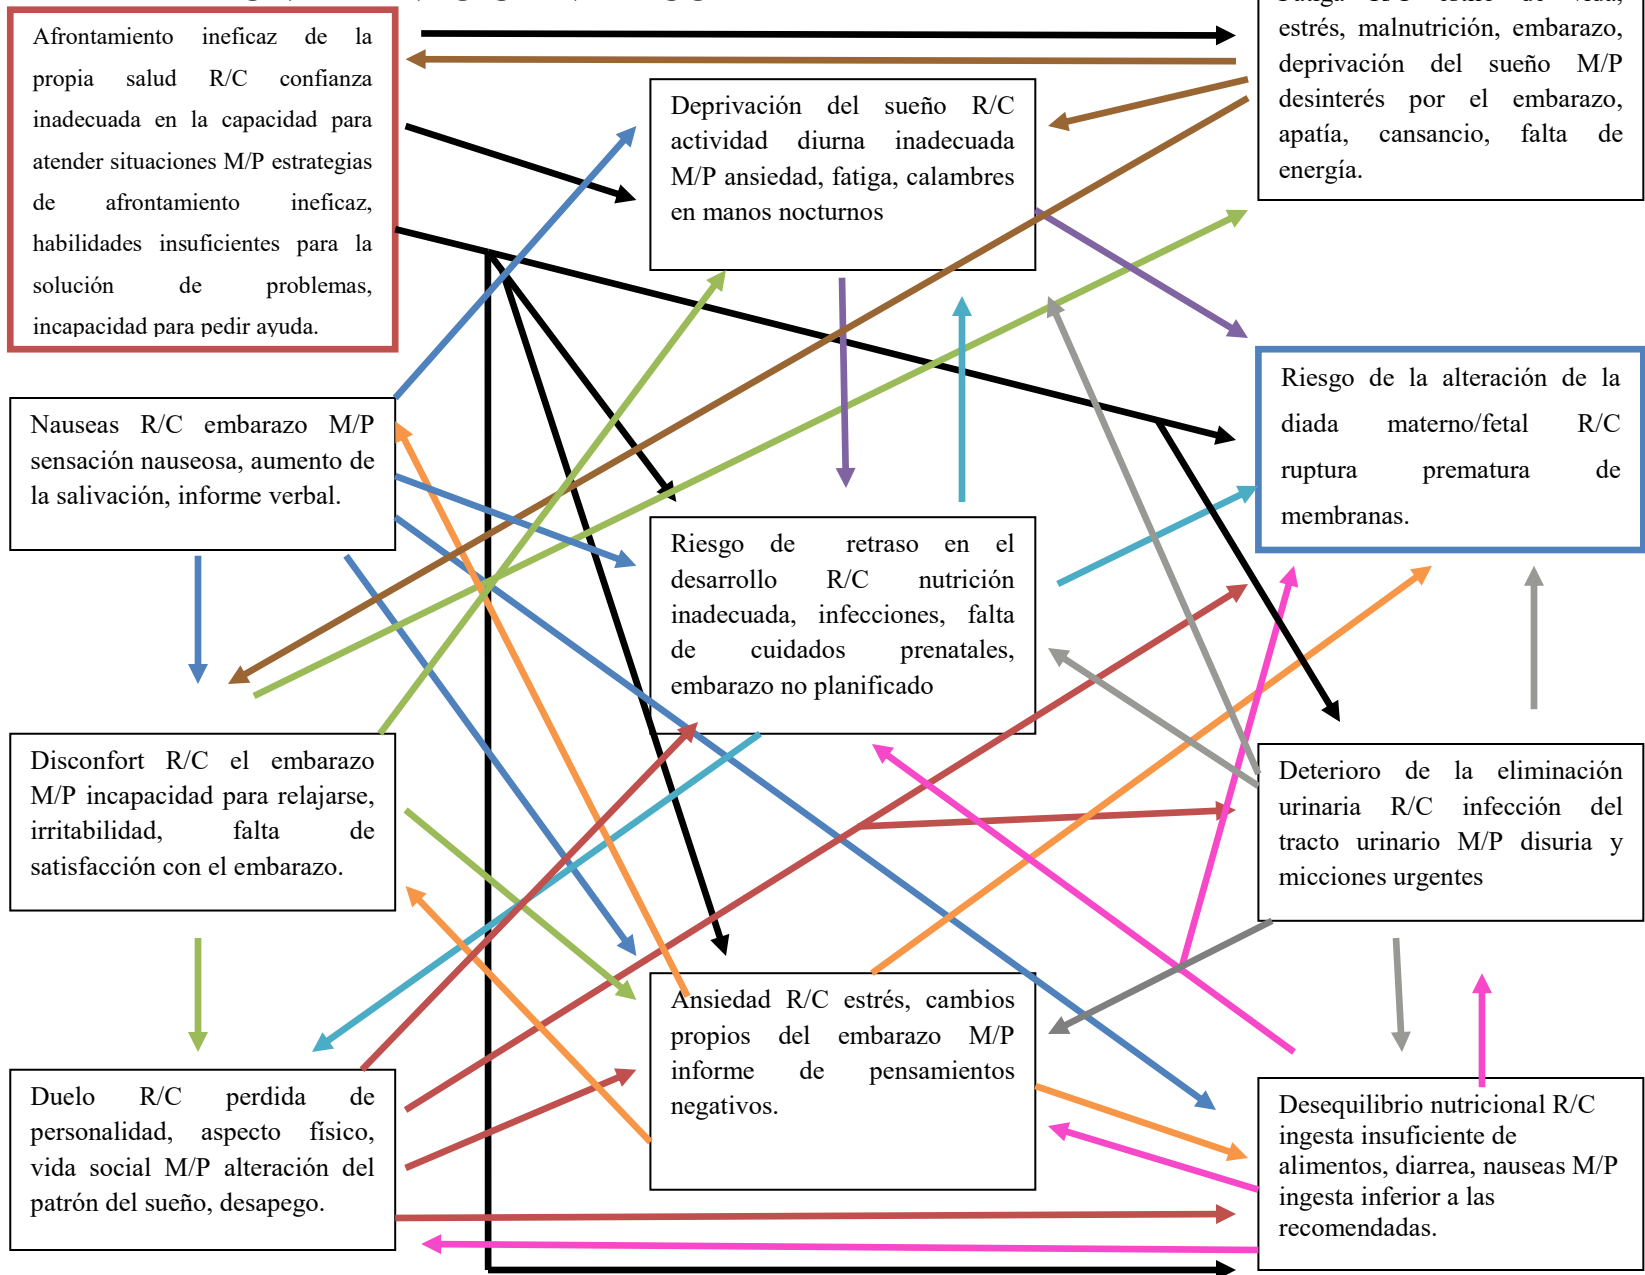 Afrontamiento ineficaz de la
propia salud R/C confianza
inadecuada en la capacidad para
atender situaciones M/P estrategias
de afrontamiento ineficaz,
habilidades insuficientes para la
solución de problemas,
incapacidad para pedir ayuda.
estrés, malnutrición, embarazo,
deprivación del sueño M/P
desinterés por el embarazo,
apatía, cansancio, falta de
energía.
Deprivación del sueño R/C
actividad diurna inadecuada
M/P ansiedad, fatiga, calambres
en manos nocturnos
Riesgo de la alteración de la
diada materno/fetal R/C
ruptura prematura de
membranas.
Nauseas R/C embarazo M/P
sensación nauseosa, aumento de
la salivación, informe verbal.
Riesgo de retraso en el
desarrollo R/C nutrición
inadecuada, infecciones, falta
de cuidados prenatales,
embarazo no planificado
Disconfort R/C el embarazo
M/P incapacidad para relajarse,
irritabilidad, falta de
satisfacción con el embarazo.
Deterioro de la eliminación
urinaria R/C infección del
tracto urinario M/P disuria y
micciones urgentes
Ansiedad R/C estrés, cambios
propios del embarazo M/P
informe de pensamientos
negativos.
Duelo R/C perdida de
personalidad, aspecto físico,
vida social M/P alteración del
patrón del sueño, desapego.
Desequilibrio nutricional R/C
ingesta insuficiente de
alimentos, diarrea, nauseas M/P
ingesta inferior a las
recomendadas.